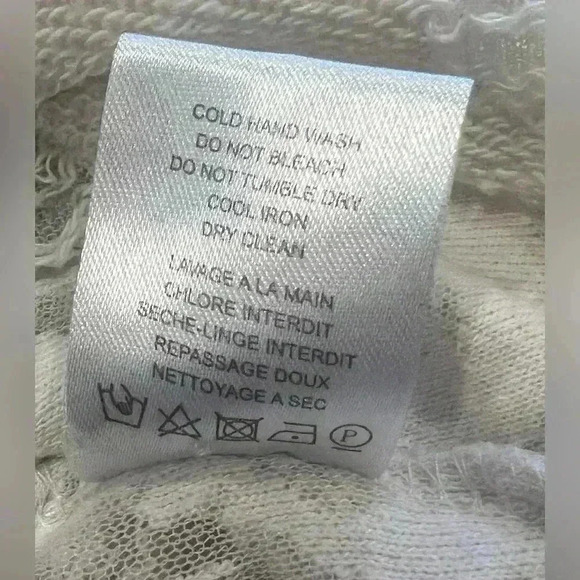 COLD HAND WASH
DO NOT BLEACH
DO NOT TUMBLE DRY
COOL IRON
DRY CLEAN
LAVAGE A LA MAIN
CHLORE INTERDIT
SECHE-LINGE INTERDIT
REPASSAGE DOUX
NETTOYAGE A SEC
P